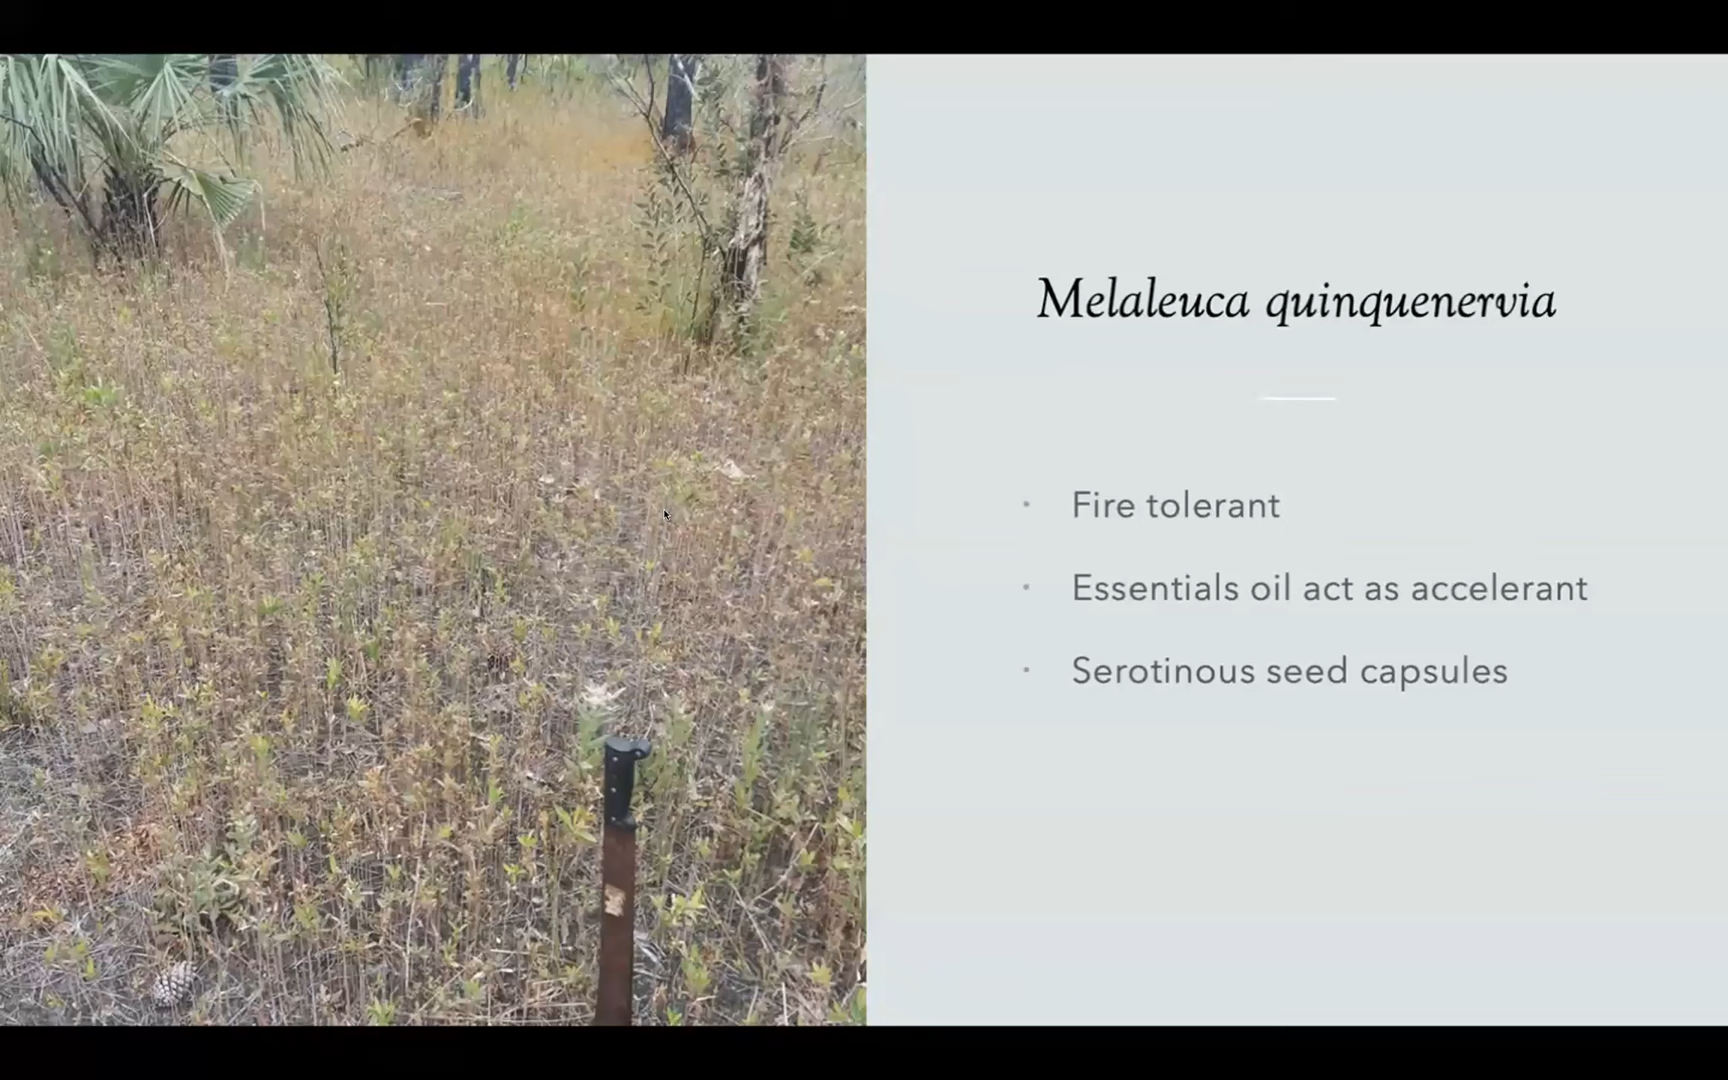 Melaleuca quinquenervia
· Fire tolerant
· Essentials oil act as accelerant
· Serotinous seed capsules